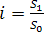 i = s₁/s₀